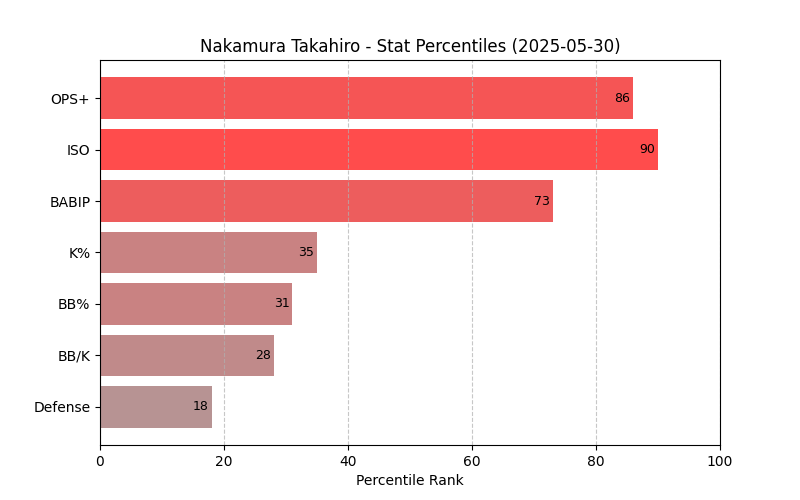 Nakamura Takahiro - Stat Percentiles (2025-05-30)
OPS+ 86
ISO 90
BABIP 73
K% 35
BB% 31
BB/K 28
Defense 18
0 20 40 60 80 100
Percentile Rank